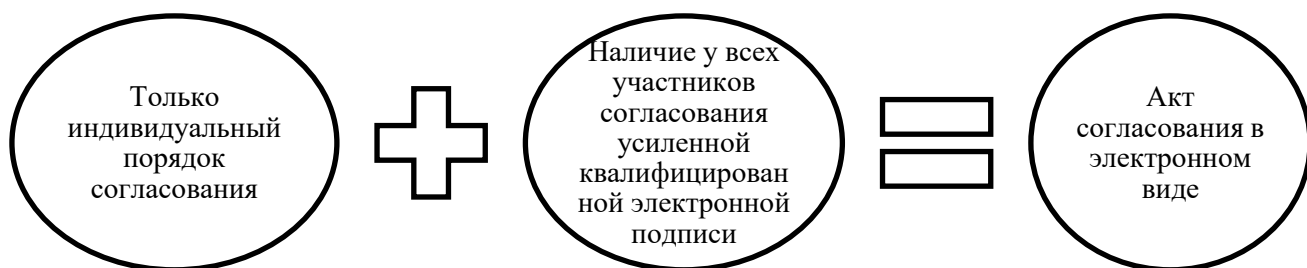 Только
индивидуальный
порядок
согласования
Наличие у всех
участников
согласования
усиленной
квалифицирован
ной электронной
подписи
Акт
согласования в
электронном
виде